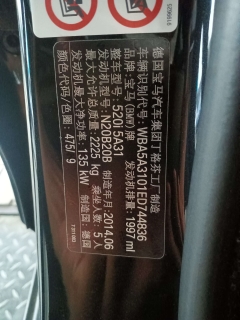 德国宝马汽车集团丁格芬工厂制造
车辆识别代号：WBA5A3101ED744836
品牌：宝马(BMW)牌 发动机排量：1997 ml
整车型号：520i 5A31
发动机型号：N20B20B 制造年月：2014.06
最大允许总质量：2225 kg 乘坐人数：5人
发动机最大净功率：135 kW 制造国：德国
颜色代码/色圈：475/ 9